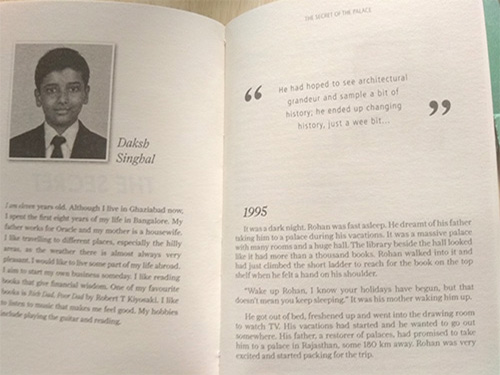 Daksh
Singhal
I am eleven years old. Although I live in Ghaziabad now,
I spent the first eight years of my life in Bangalore. My
father works for Oracle and my mother is a housewife.
I like travelling to different places, especially the hilly
areas, as the weather there is almost always very
pleasant. I would like to live some part of my life abroad.
I aim to start my own business someday. I like reading
books that give financial wisdom. One of my favourite
books is Rich Dad, Poor Dad by Robert T Kiyosaki. I like
to listen to music that makes me feel good. My hobbies
include playing the guitar and reading.
THE SECRET OF THE PALACE
“ He had hoped to see architectural
grandeur and sample a bit of
history; he ended up changing
history, just a wee bit... ”
1995
It was a dark night. Rohan was fast asleep. He dreamt of his father
taking him to a palace during his vacations. It was a massive palace
with many rooms and a huge hall. The library beside the hall looked
like it had more than a thousand books. Rohan walked into it and
had just climbed the short ladder to reach for the book on the top
shelf when he felt a hand on his shoulder.
“Wake up Rohan, I know your holidays have begun, but that
doesn't mean you keep sleeping.” It was his mother waking him up.
He got out of bed, freshened up and went into the drawing room
to watch TV. His vacations had started and he wanted to go out
somewhere. His father, a restorer of palaces, had promised to take
him to a palace in Rajasthan, some 180 km away. Rohan was very
excited and started packing for the trip.